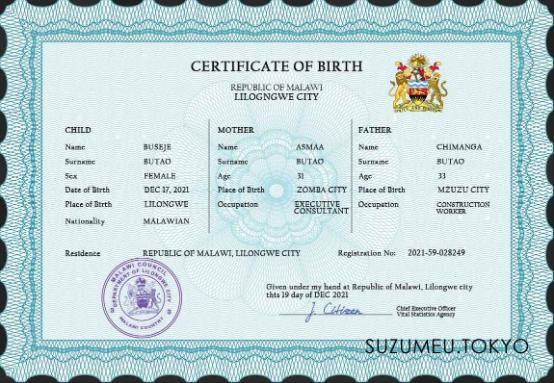 CERTIFICATE OF BIRTH
REPUBLIC OF MALAWI
LILOGNGWE CITY
CHILD
Name BUSEJE
Surname BUTAO
Sex FEMALE
Date of Birth DEC 17, 2021
Place of Birth LILONGWE
Nationality MALAWIAN
MOTHER
Name ASMAA
Surname BUTAO
Age 31
Place of Birth ZOMBA CITY
Occupation EXECUTIVE
CONSULTANT
FATHER
Name CHIMANGA
Surname BUTAO
Age 33
Place of Birth MZUZU CITY
Occupation CONSTRUCTION
WORKER
Residence REPUBLIC OF MALAWI, LILONGWE CITY
Registration No: 2021-59-028249
MALAWI COUNCIL
DEPARTMENT OF LILONGWE CITY
MALAWI COUNTRY
Given under my hand at Republic of Malawi, Lilongwe city
this 19 day of DEC 2021
J. Citizen
Chief Executive Officer
Vital Statistics Agency
SUZUMEU.TOKYO